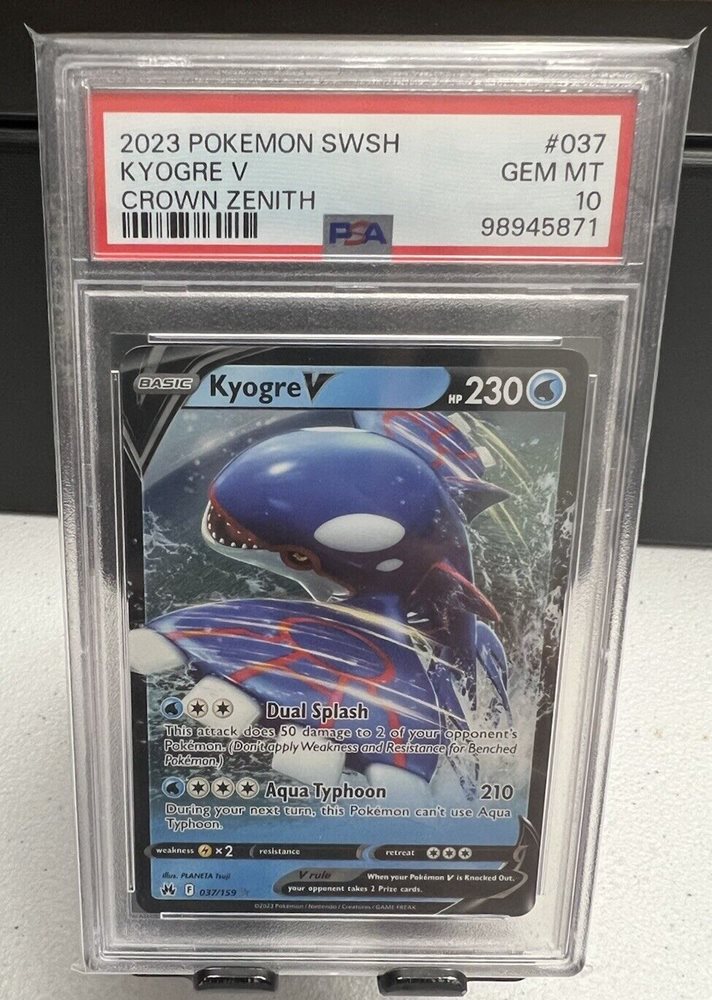 2023 POKEMON SWSH #037
KYOGRE V GEM MT
CROWN ZENITH 10
PSA 98945871
BASIC Kyogre V HP 230
Dual Splash
This attack does 50 damage to 2 of your opponent's
Pokémon. (Don't apply Weakness and Resistance for Benched
Pokémon.)
Aqua Typhoon 210
During your next turn, this Pokémon can't use Aqua
Typhoon.
weakness ×2 resistance retreat
Illus. PLANETA Tsuji
V rule When your Pokémon V is Knocked Out,
your opponent takes 2 Prize cards.
F 037/159
©2023 Pokémon / Nintendo / Creatures / GAME FREAK